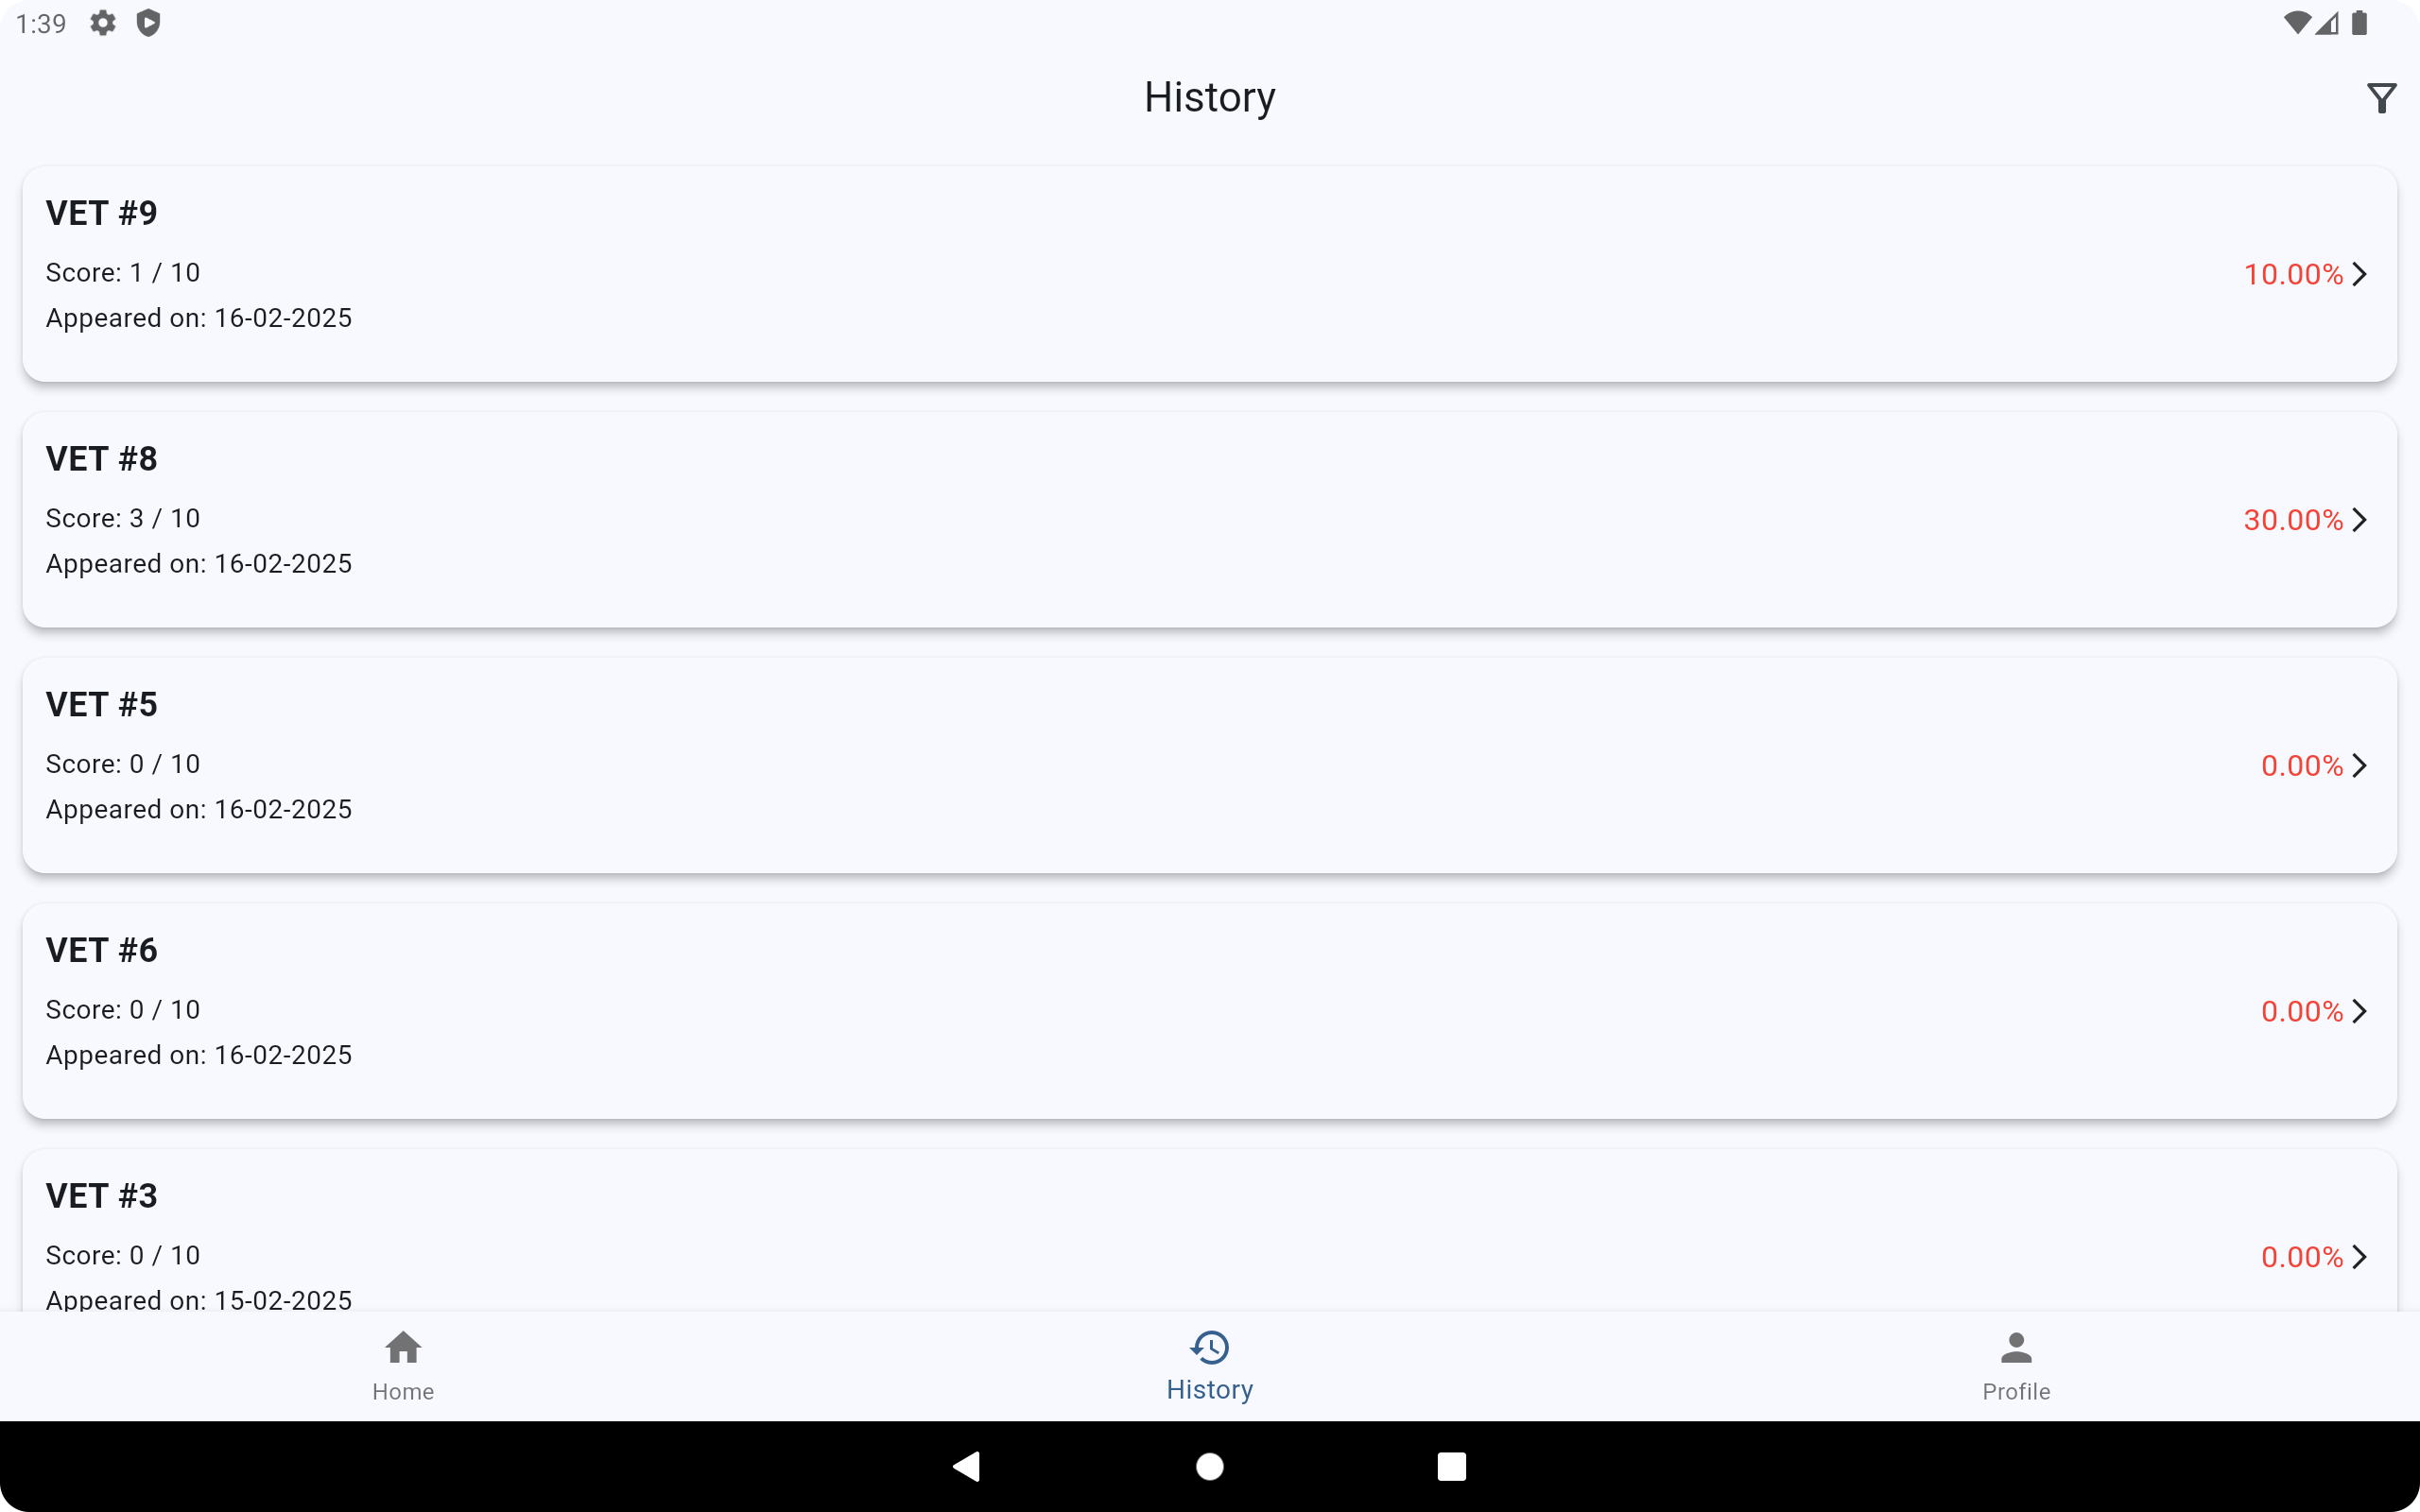 1:39
History
VET #9
Score: 1 / 10
Appeared on: 16-02-2025
10.00%
VET #8
Score: 3 / 10
Appeared on: 16-02-2025
30.00%
VET #5
Score: 0 / 10
Appeared on: 16-02-2025
0.00%
VET #6
Score: 0 / 10
Appeared on: 16-02-2025
0.00%
VET #3
Score: 0 / 10
Appeared on: 15-02-2025
0.00%
Home
History
Profile